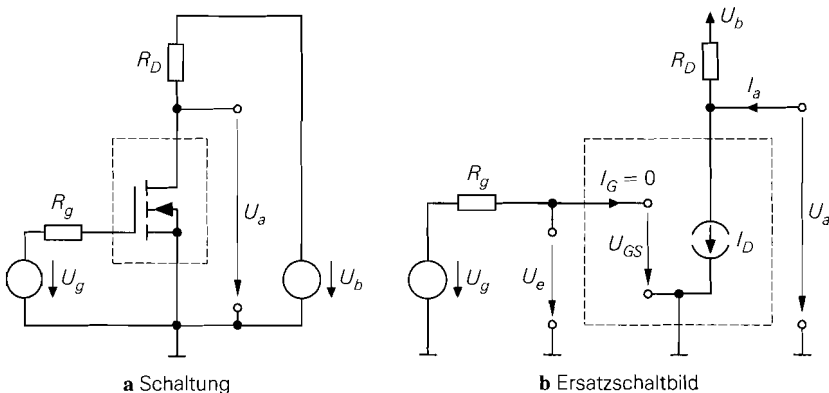 R_D
R_g
U_g
U_a
U_b
a Schaltung
U_b
R_D
I_a
R_g
I_G = 0
U_e
U_g
U_GS
I_D
U_a
b Ersatzschaltbild